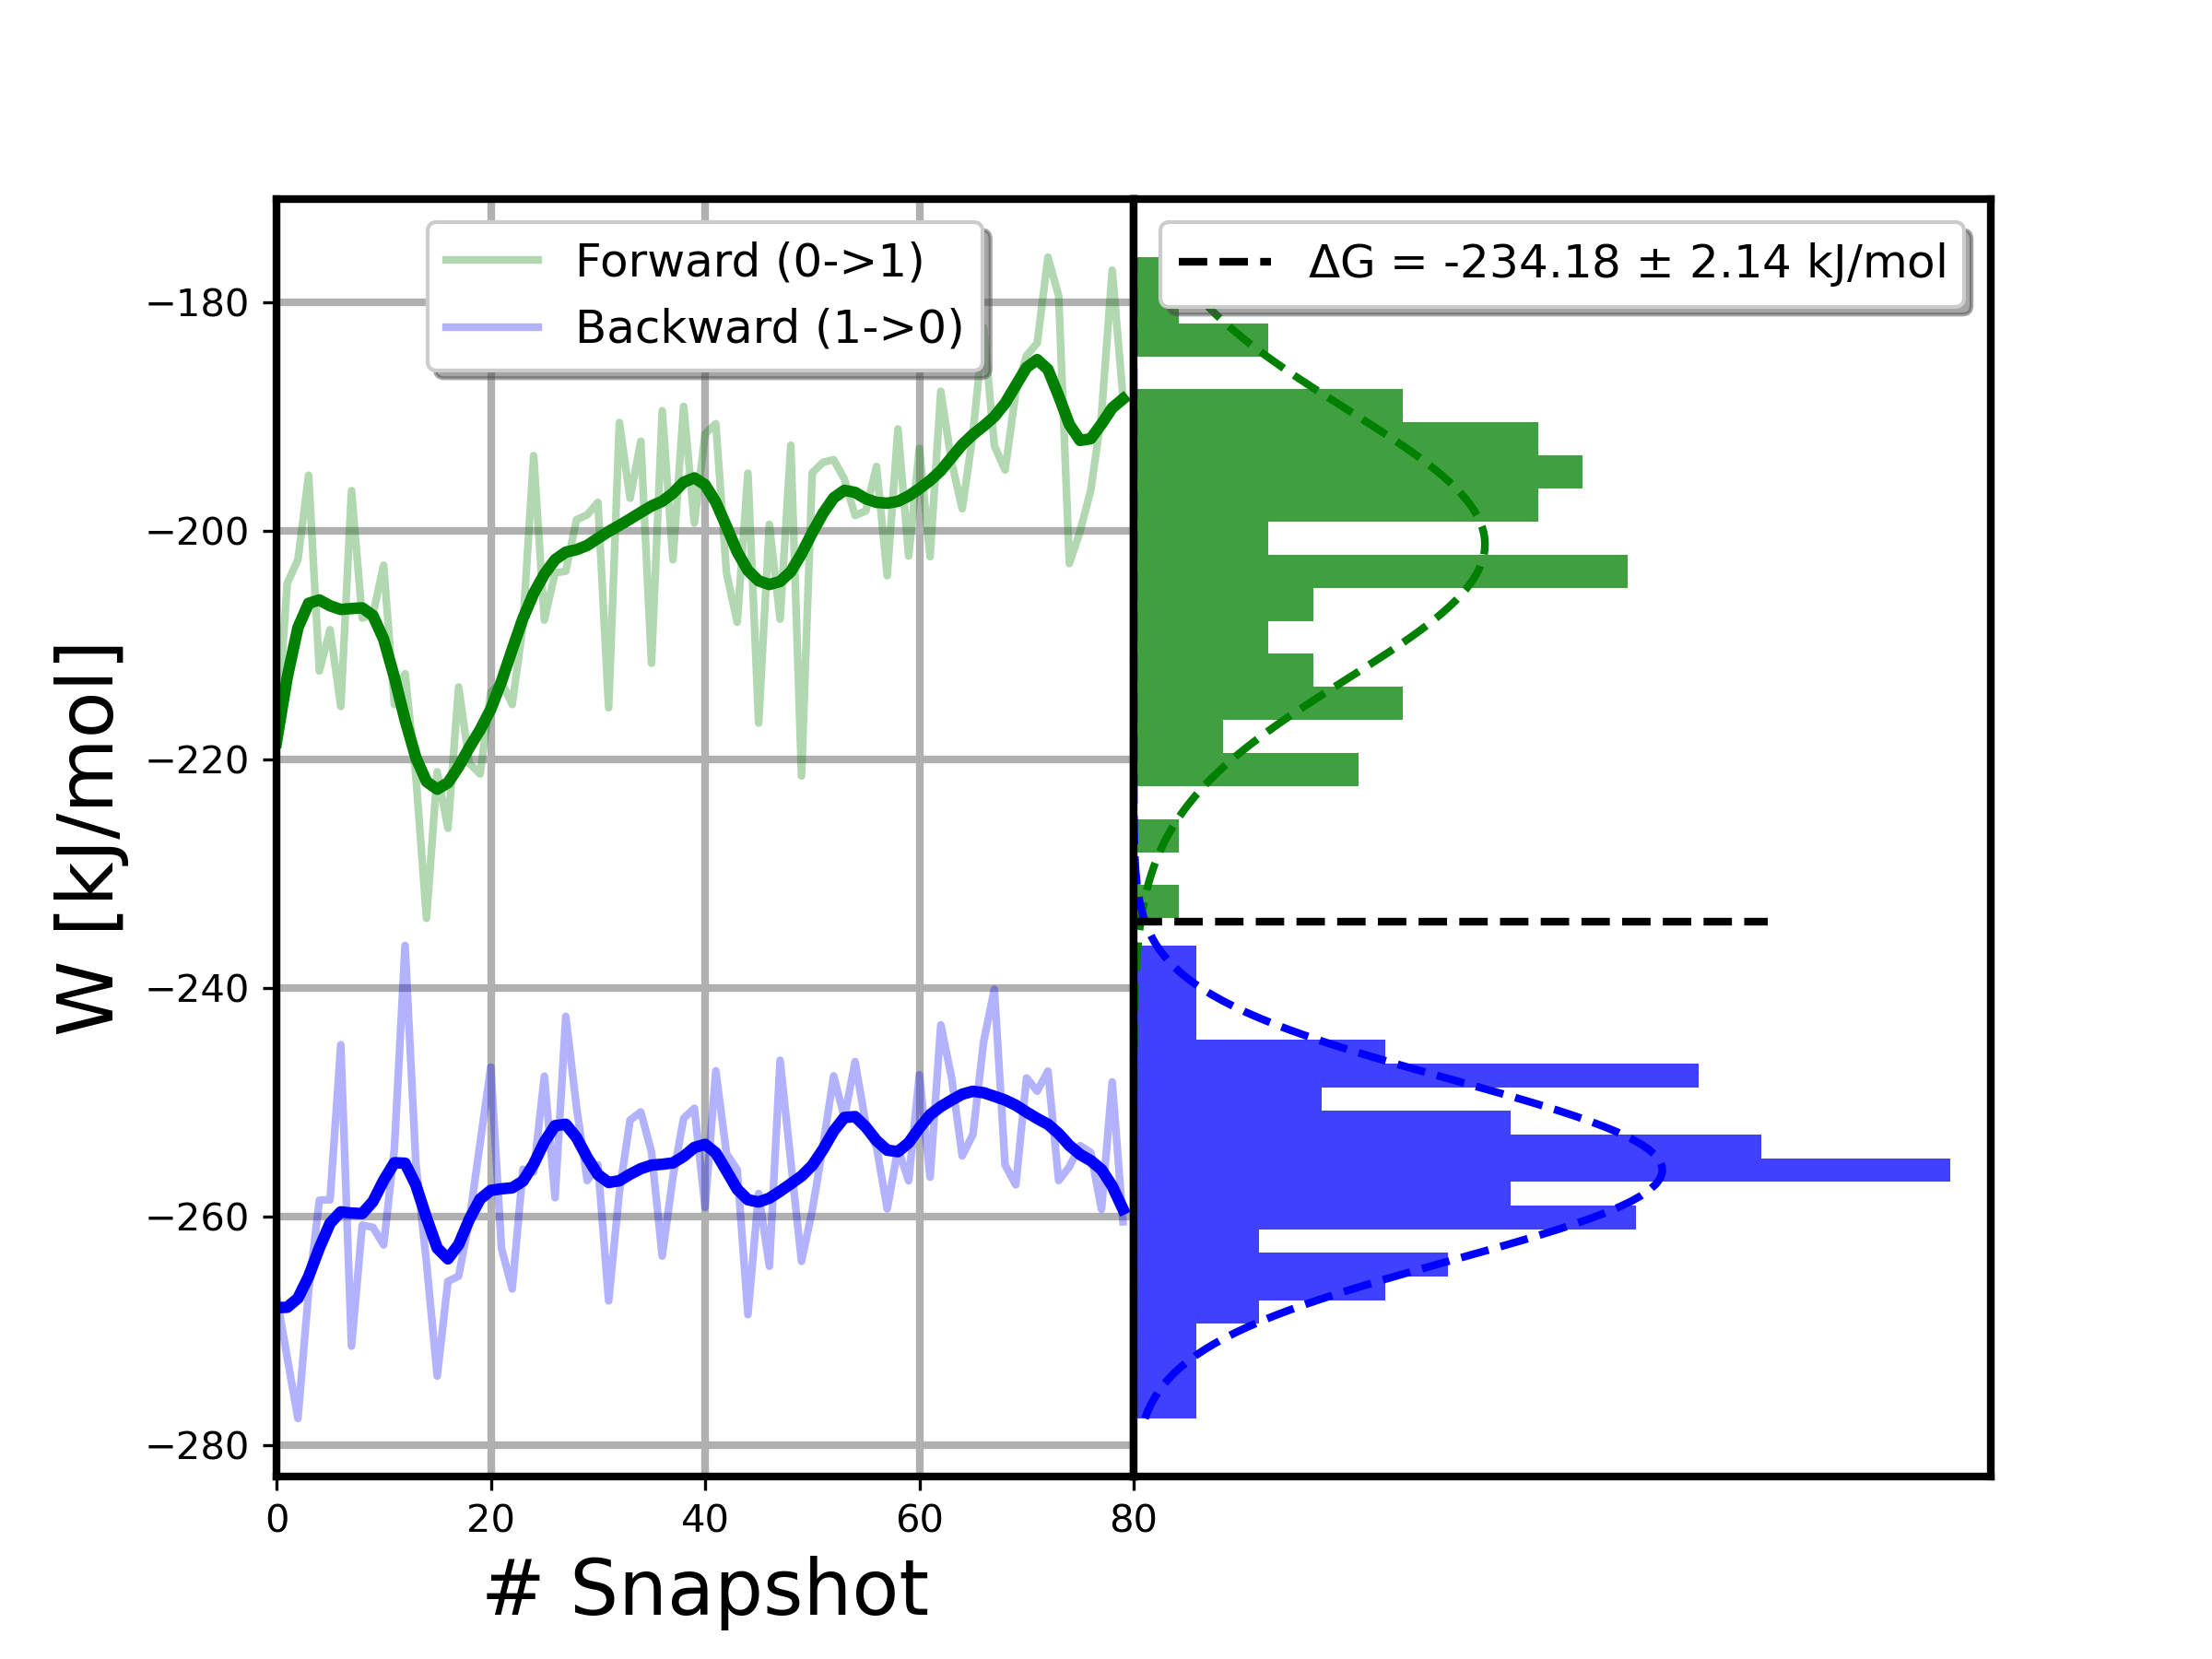 Forward (0->1)
Backward (1->0)
ΔG = -234.18 ± 2.14 kJ/mol
W [kJ/mol]
−180
−200
−220
−240
−260
−280
0 20 40 60 80
# Snapshot